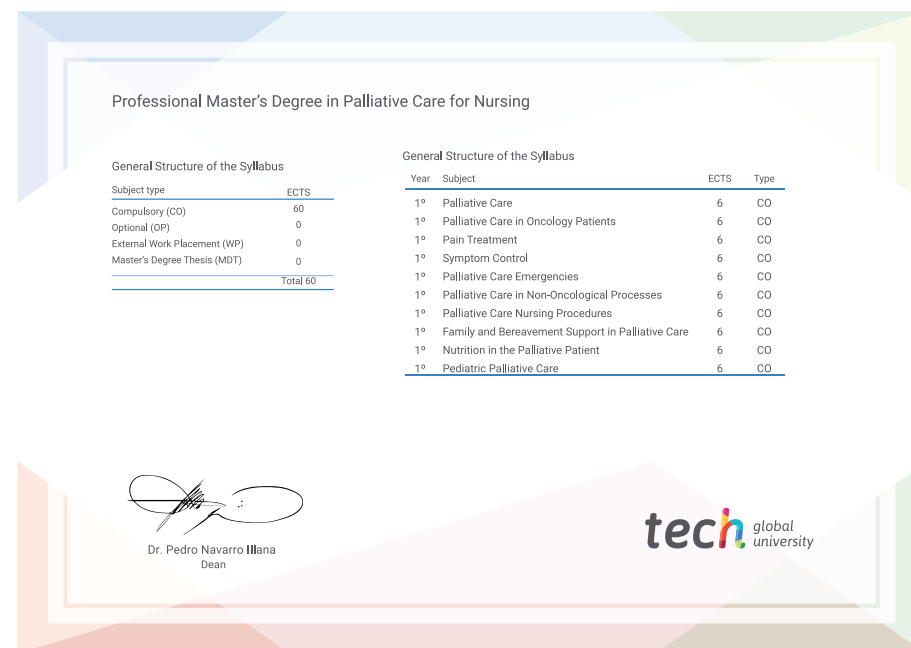 Professional Master's Degree in Palliative Care for Nursing
General Structure of the Syllabus
Subject type ECTS
Compulsory (CO) 60
Optional (OP) 0
External Work Placement (WP) 0
Master's Degree Thesis (MDT) 0
Total 60
General Structure of the Syllabus
Year Subject ECTS Type
1º Palliative Care 6 CO
1º Palliative Care in Oncology Patients 6 CO
1º Pain Treatment 6 CO
1º Symptom Control 6 CO
1º Palliative Care Emergencies 6 CO
1º Palliative Care in Non-Oncological Processes 6 CO
1º Palliative Care Nursing Procedures 6 CO
1º Family and Bereavement Support in Palliative Care 6 CO
1º Nutrition in the Palliative Patient 6 CO
1º Pediatric Palliative Care 6 CO
Dr. Pedro Navarro Illana
Dean
tech global
university